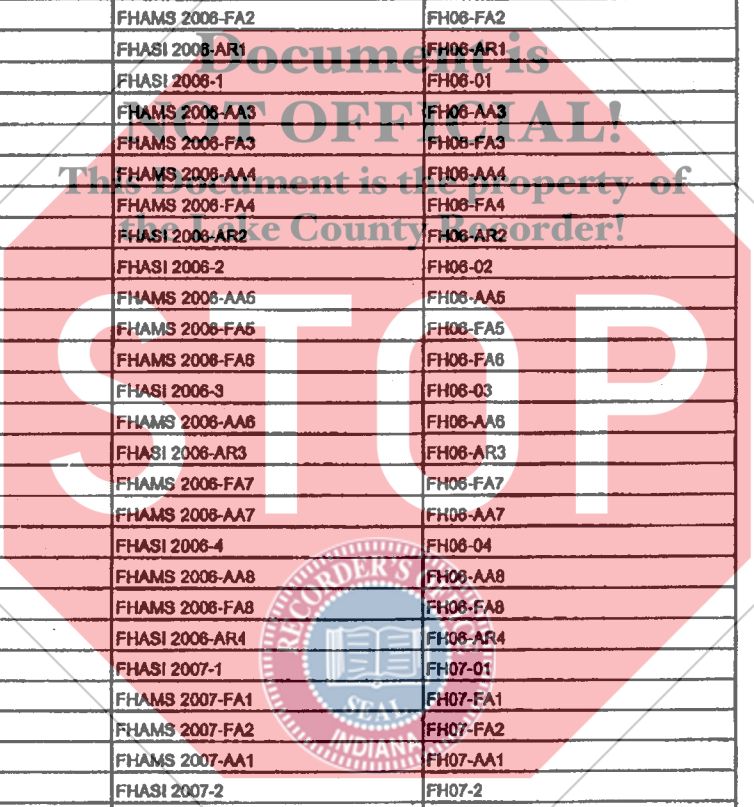 FHAMS 2006-FA2 FH06-FA2
FHASI 2006-AR1 FH06-AR1
Document is
FHASI 2006-1 FH06-01
FHAMS 2006-AA3 FH06-AA3
NOT OFFICIAL!
FHAMS 2006-FA3 FH06-FA3
FHAMS 2006-AA4 FH06-AA4
This Document is the property of
FHAMS 2006-FA4 FH06-FA4
FHASI 2006-AR2 FH06-AR2
the Lake County Recorder!
FHASI 2006-2 FH06-02
FHAMS 2006-AA5 FH06-AA5
FHAMS 2006-FA5 FH06-FA5
FHAMS 2006-FA6 FH06-FA6
STOP
FHASI 2006-3 FH06-03
FHAMS 2006-AA6 FH06-AA6
FHASI 2006-AR3 FH06-AR3
FHAMS 2006-FA7 FH06-FA7
FHAMS 2006-AA7 FH06-AA7
FHASI 2006-4 FH06-04
FHAMS 2006-AA8 FH06-AA8
FHAMS 2006-FA8 FH06-FA8
FHASI 2006-AR4 FH06-AR4
RECORDER'S OFFICE
FHASI 2007-1 FH07-01
FHAMS 2007-FA1 FH07-FA1
SEAL
FHAMS 2007-FA2 FH07-FA2
INDIANA
FHAMS 2007-AA1 FH07-AA1
FHASI 2007-2 FH07-2